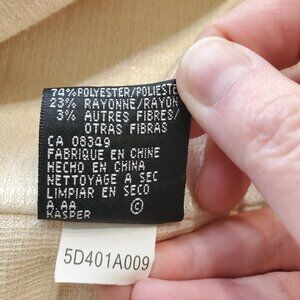 74% POLYESTER/POLIESTE
23% RAYONNE/RAYON
3% AUTRES FIBRES/
OTRAS FIBRAS
CA 08349
FABRIQUE EN CHINE
HECHO EN CHINA
NETTOYAGE A SEC
LIMPIAR EN SECO
A.AA ©
KASPER
5D401A009